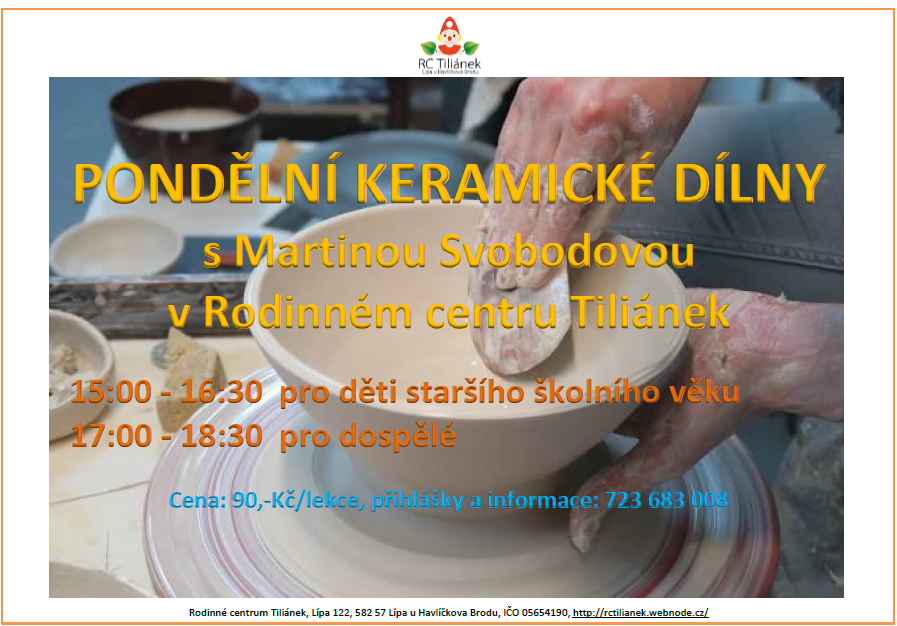 RC Tiliánek
Lípa u Havlíčkova Brodu
PONDĚLNÍ KERAMICKÉ DÍLNY
s Martinou Svobodovou
v Rodinném centru Tiliánek
15:00 - 16:30 pro děti staršího školního věku
17:00 - 18:30 pro dospělé
Cena: 90,-Kč/lekce, přihlášky a informace: 723 683 008
Rodinné centrum Tiliánek, Lípa 122, 582 57 Lípa u Havlíčkova Brodu, IČO 05654190, http://rctilianek.webnode.cz/